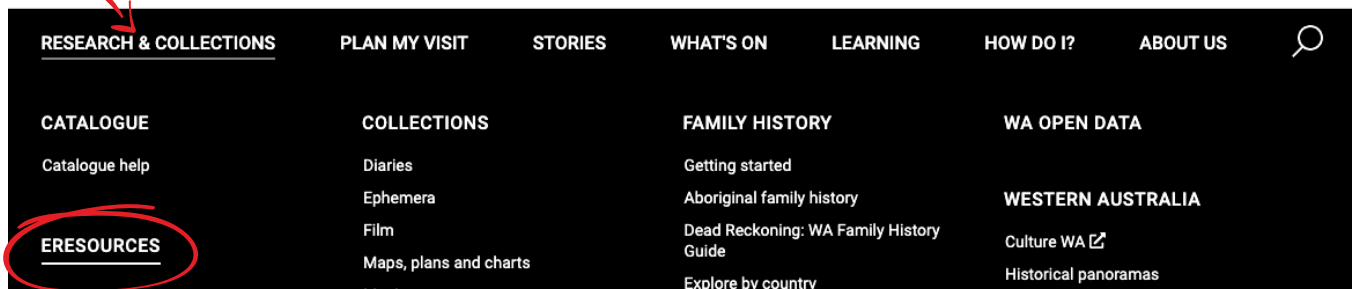 RESEARCH & COLLECTIONS
PLAN MY VISIT
STORIES
WHAT'S ON
LEARNING
HOW DO I?
ABOUT US
CATALOGUE
Catalogue help
ERESOURCES
COLLECTIONS
Diaries
Ephemera
Film
Maps, plans and charts
FAMILY HISTORY
Getting started
Aboriginal family history
Dead Reckoning: WA Family History
Guide
Explore by country
WA OPEN DATA
WESTERN AUSTRALIA
Culture WA
Historical panoramas